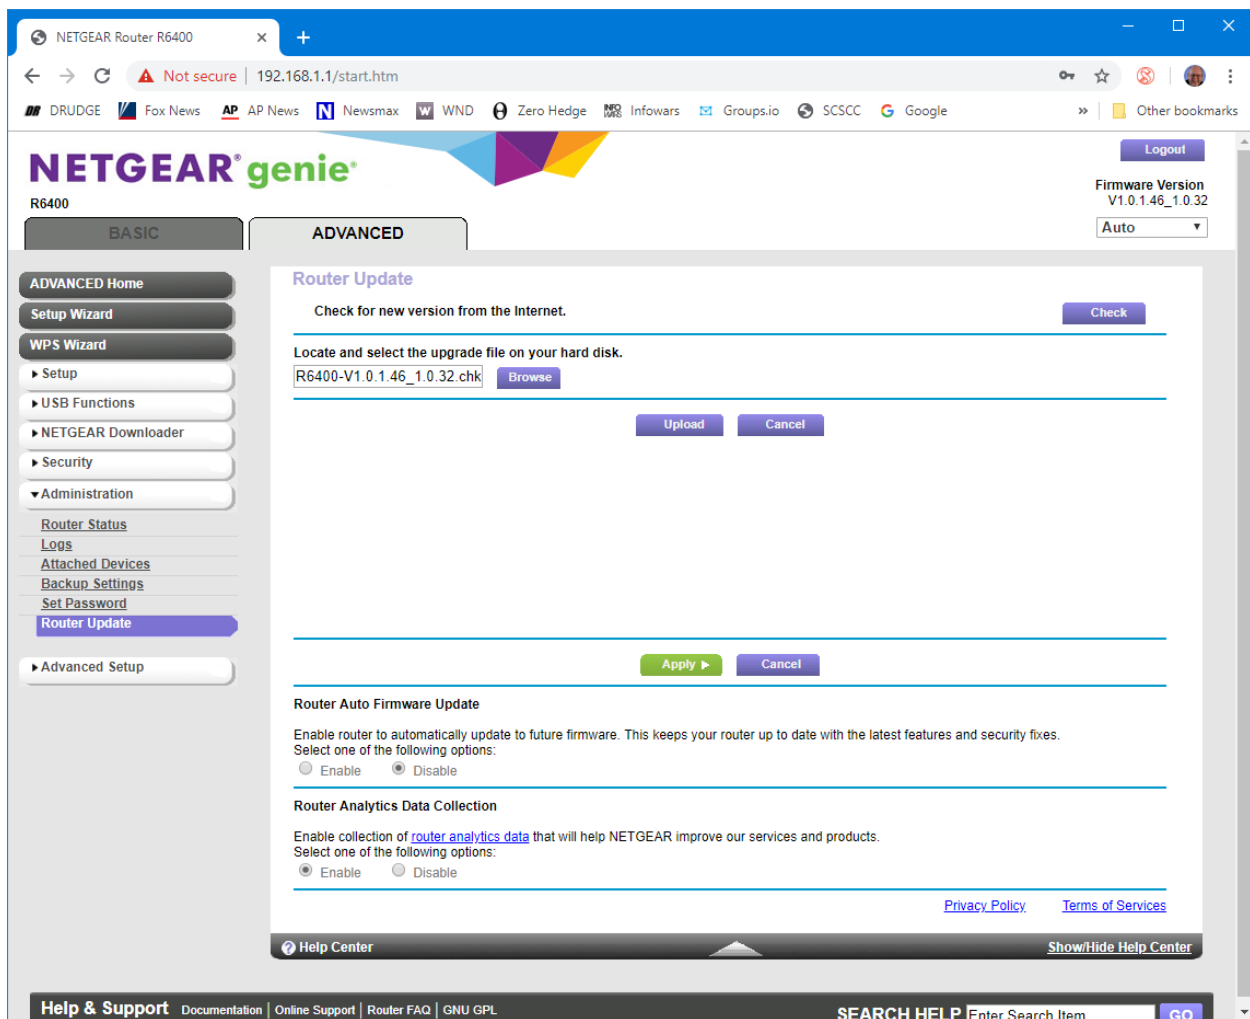 NETGEAR Router R6400
Not secure | 192.168.1.1/start.htm
DR DRUDGE Fox News AP AP News N Newsmax W WND Zero Hedge INFO WARS Infowars Groups.io SCSCC G Google » Other bookmarks
NETGEAR® genie®
Logout
R6400
Firmware Version
V1.0.1.46_1.0.32
BASIC
ADVANCED
Auto
ADVANCED Home
Setup Wizard
WPS Wizard
Setup
USB Functions
NETGEAR Downloader
Security
Administration
Router Status
Logs
Attached Devices
Backup Settings
Set Password
Router Update
Advanced Setup
Router Update
Check for new version from the Internet.
Check
Locate and select the upgrade file on your hard disk.
R6400-V1.0.1.46_1.0.32.chk Browse
Upload Cancel
Apply Cancel
Router Auto Firmware Update
Enable router to automatically update to future firmware. This keeps your router up to date with the latest features and security fixes.
Select one of the following options:
Enable Disable
Router Analytics Data Collection
Enable collection of router analytics data that will help NETGEAR improve our services and products.
Select one of the following options:
Enable Disable
Privacy Policy Terms of Services
? Help Center Show/Hide Help Center
Help & Support Documentation | Online Support | Router FAQ | GNU GPL SEARCH HELP Enter Search Item GO